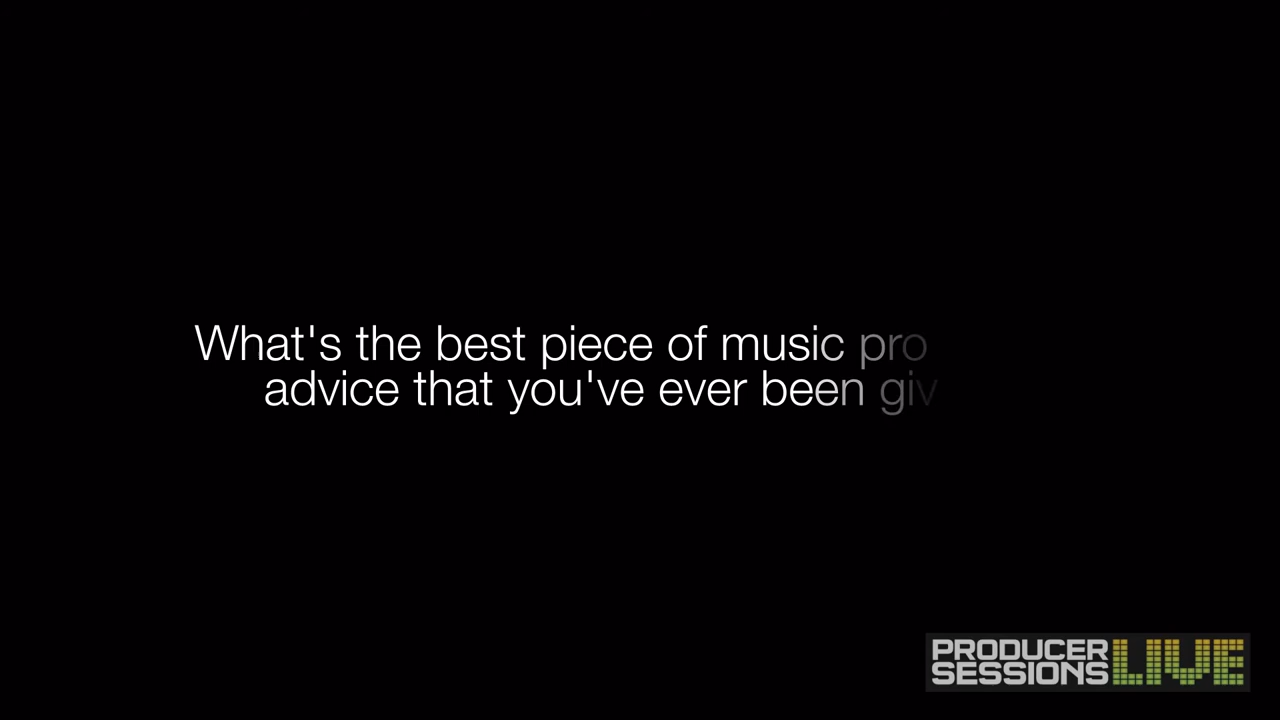 What's the best piece of music pro
advice that you've ever been giv
PRODUCER
SESSIONS LIVE